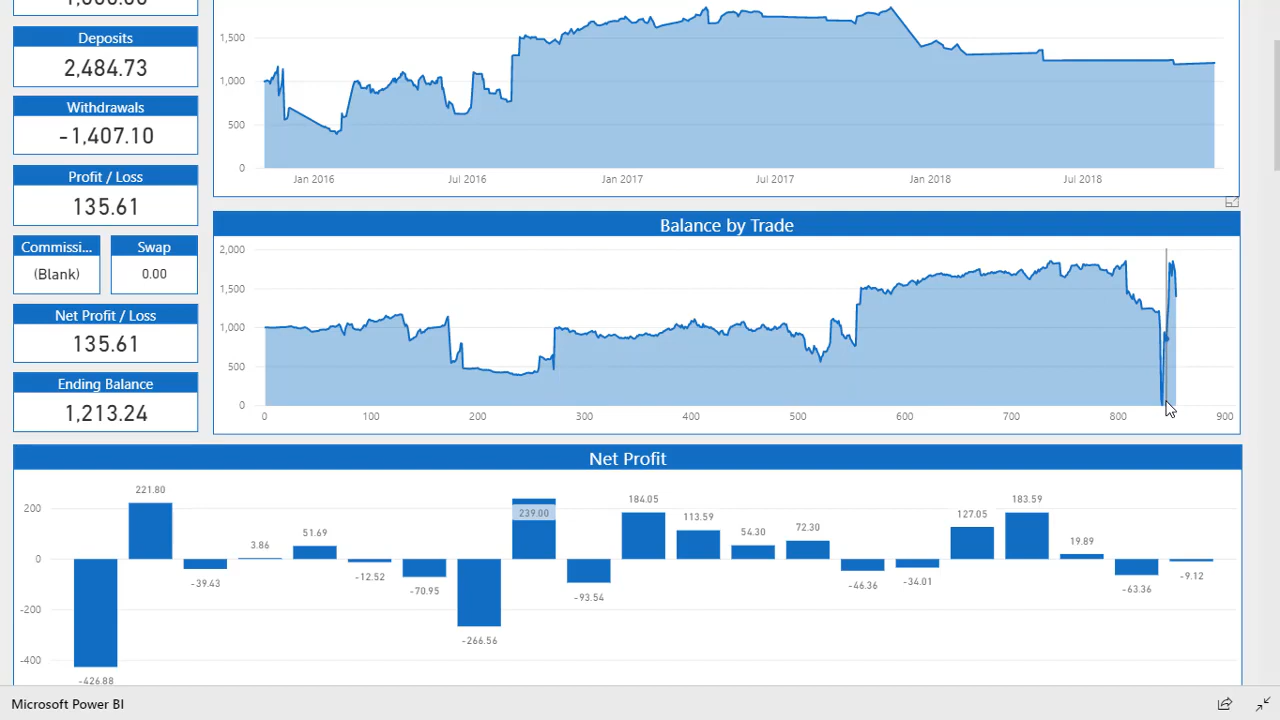 Deposits
2,484.73
Withdrawals
-1,407.10
Profit / Loss
135.61
Commissi...
Swap
(Blank)
0.00
Net Profit / Loss
135.61
Ending Balance
1,213.24
1,500
1,000
500
0
Jan 2016
Jul 2016
Jan 2017
Jul 2017
Jan 2018
Jul 2018
Balance by Trade
2,000
1,500
1,000
500
0
0
100
200
300
400
500
600
700
800
900
Net Profit
200
0
-200
-400
-426.88
221.80
-39.43
3.86
51.69
-12.52
-70.95
-266.56
239.00
-93.54
184.05
113.59
54.30
72.30
-46.36
-34.01
127.05
183.59
19.89
-63.36
-9.12
Microsoft Power BI